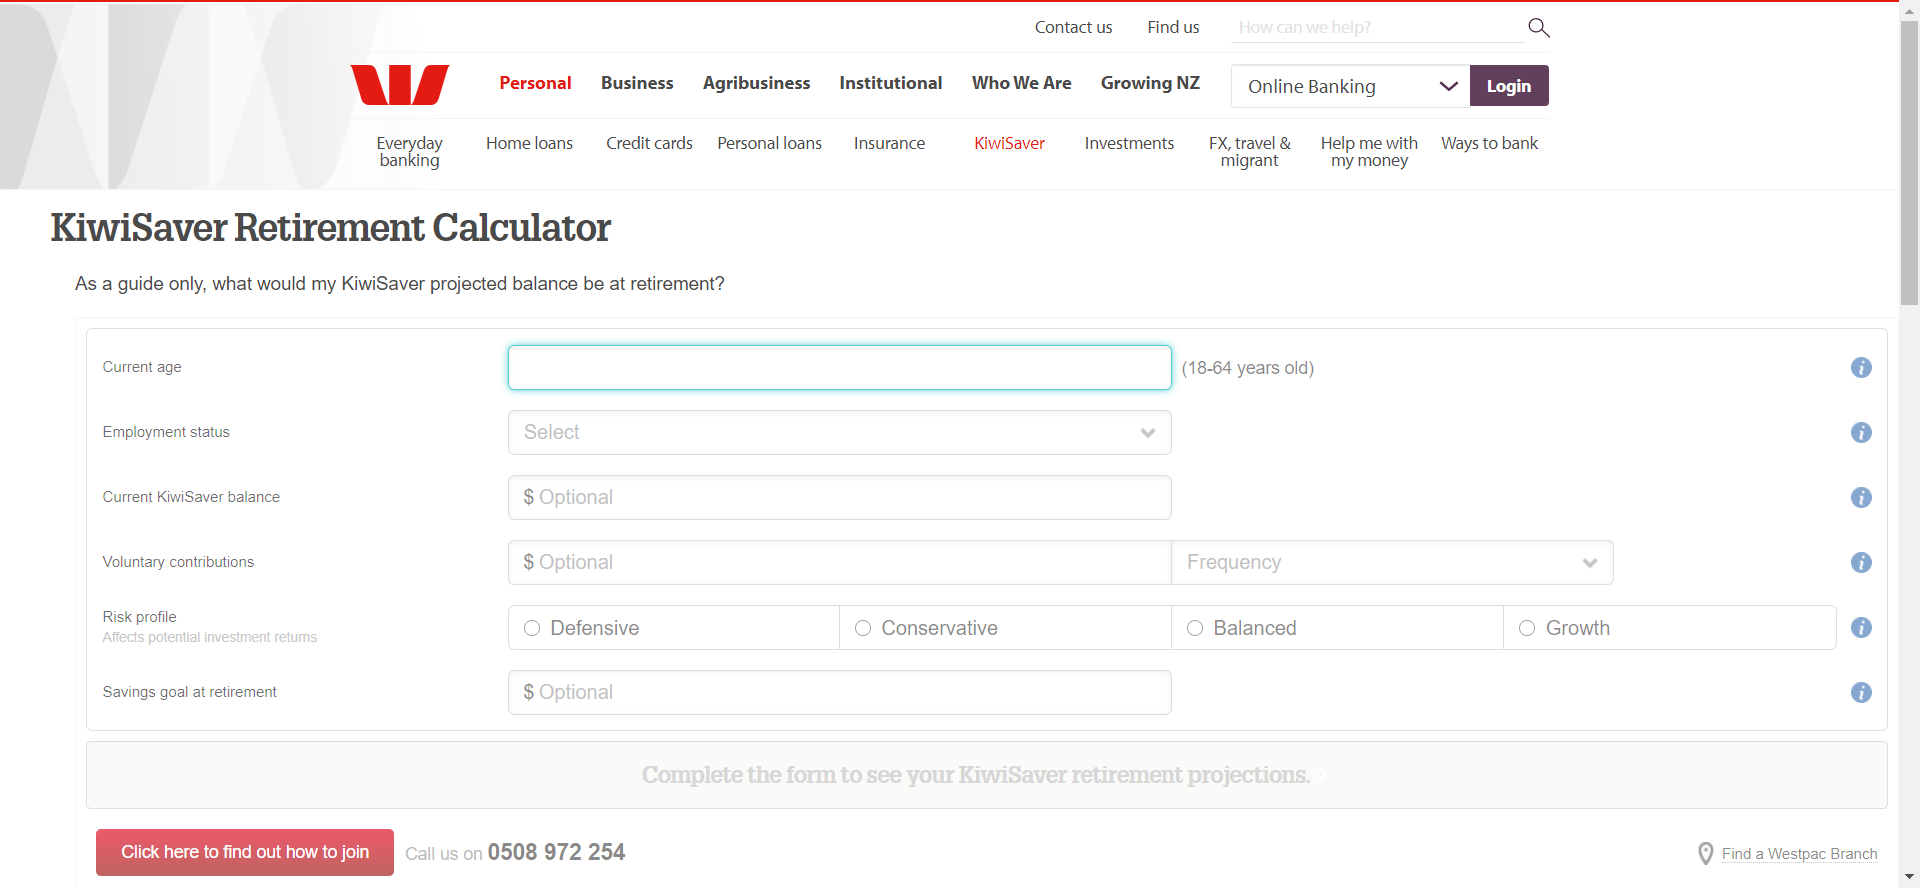 Contact us
Find us
How can we help?
Personal
Business
Agribusiness
Institutional
Who We Are
Growing NZ
Online Banking
Login
Everyday
banking
Home loans
Credit cards
Personal loans
Insurance
KiwiSaver
Investments
FX, travel &
migrant
Help me with
my money
Ways to bank
KiwiSaver Retirement Calculator
As a guide only, what would my KiwiSaver projected balance be at retirement?
Current age
(18-64 years old)
Employment status
Select
Current KiwiSaver balance
$ Optional
Voluntary contributions
$ Optional
Frequency
Risk profile
Affects potential investment returns
Defensive
Conservative
Balanced
Growth
Savings goal at retirement
$ Optional
Complete the form to see your KiwiSaver retirement projections.
Click here to find out how to join
Call us on 0508 972 254
Find a Westpac Branch